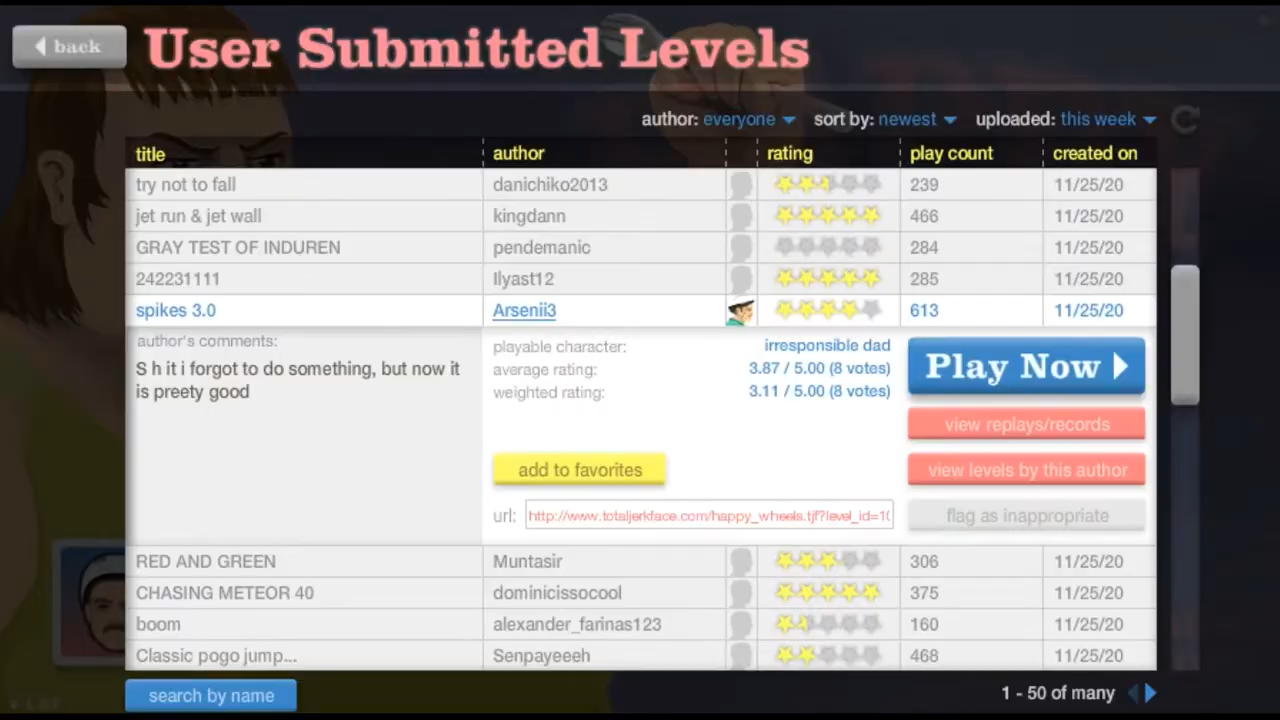 back
User Submitted Levels
author: everyone sort by: newest uploaded: this week
title author rating play count created on
try not to fall danichiko2013 239 11/25/20
jet run & jet wall kingdann 466 11/25/20
GRAY TEST OF INDUREN pendemanic 284 11/25/20
242231111 Ilyast12 285 11/25/20
spikes 3.0 Arsenii3 613 11/25/20
author's comments:
S h it i forgot to do something, but now it
is preety good
playable character: irresponsible dad
average rating: 3.87 / 5.00 (8 votes)
weighted rating: 3.11 / 5.00 (8 votes)
Play Now
view replays/records
add to favorites
view levels by this author
url: http://www.totaljerkface.com/happy_wheels.tjf?level_id=1(
flag as inappropriate
RED AND GREEN Muntasir 306 11/25/20
CHASING METEOR 40 dominicissocool 375 11/25/20
boom alexander_farinas123 160 11/25/20
Classic pogo jump... Senpayeeeh 468 11/25/20
search by name
1 - 50 of many